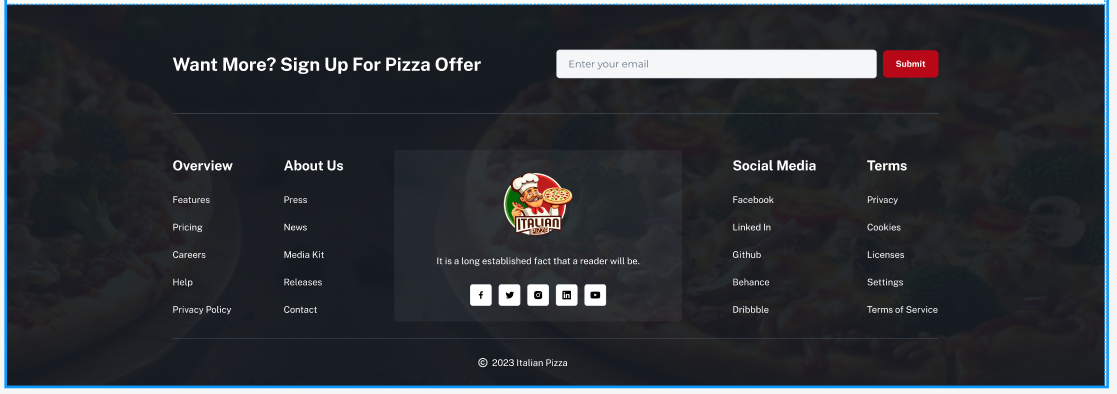 Want More? Sign Up For Pizza Offer
Enter your email
Submit
Overview
Features
Pricing
Careers
Help
Privacy Policy
About Us
Press
News
Media Kit
Releases
Contact
ITALIAN
It is a long established fact that a reader will be.
Social Media
Facebook
Linked In
Github
Behance
Dribbble
Terms
Privacy
Cookies
Licenses
Settings
Terms of Service
© 2023 Italian Pizza